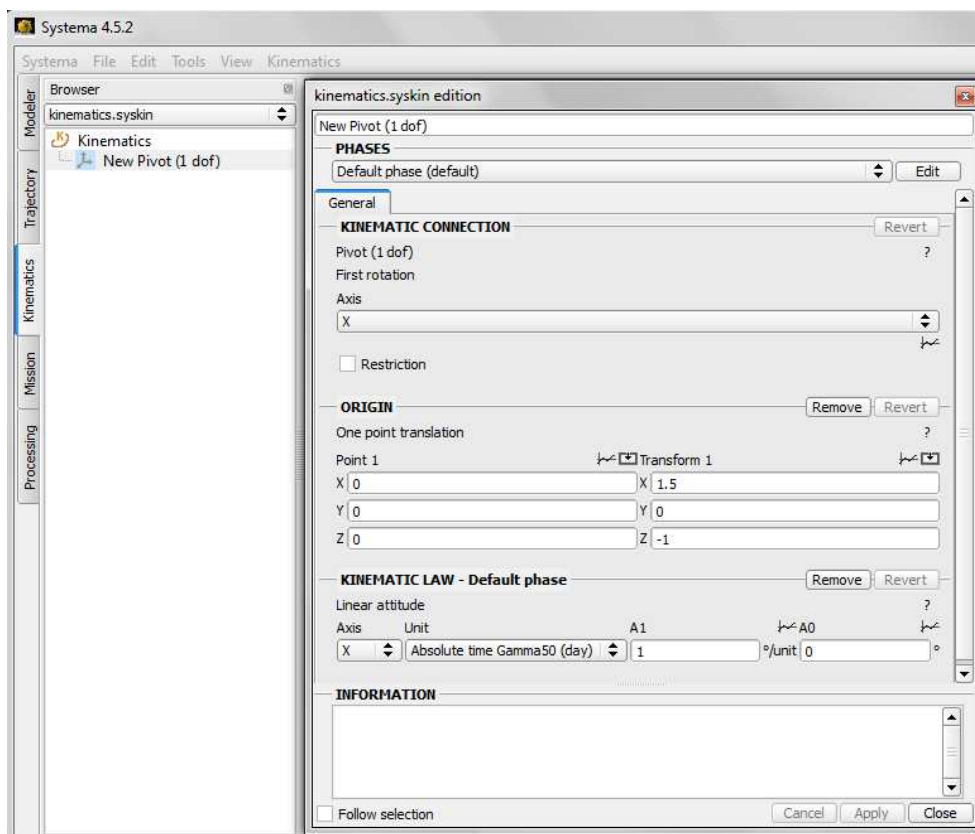 Systema 4.5.2
Systema File Edit Tools View Kinematics
Modeler
Trajectory
Kinematics
Mission
Processing
Browser
kinematics.syskin
Kinematics
New Pivot (1 dof)
kinematics.syskin edition
New Pivot (1 dof)
PHASES
Default phase (default) Edit
General
KINEMATIC CONNECTION Revert
Pivot (1 dof) ?
First rotation
Axis
X
Restriction
ORIGIN Remove Revert
One point translation ?
Point 1 Transform 1
X 0 X 1.5
Y 0 Y 0
Z 0 Z -1
KINEMATIC LAW - Default phase Remove Revert
Linear attitude ?
Axis Unit A1 A0
X Absolute time Gamma50 (day) 1 °/unit 0 °
INFORMATION
Follow selection Cancel Apply Close